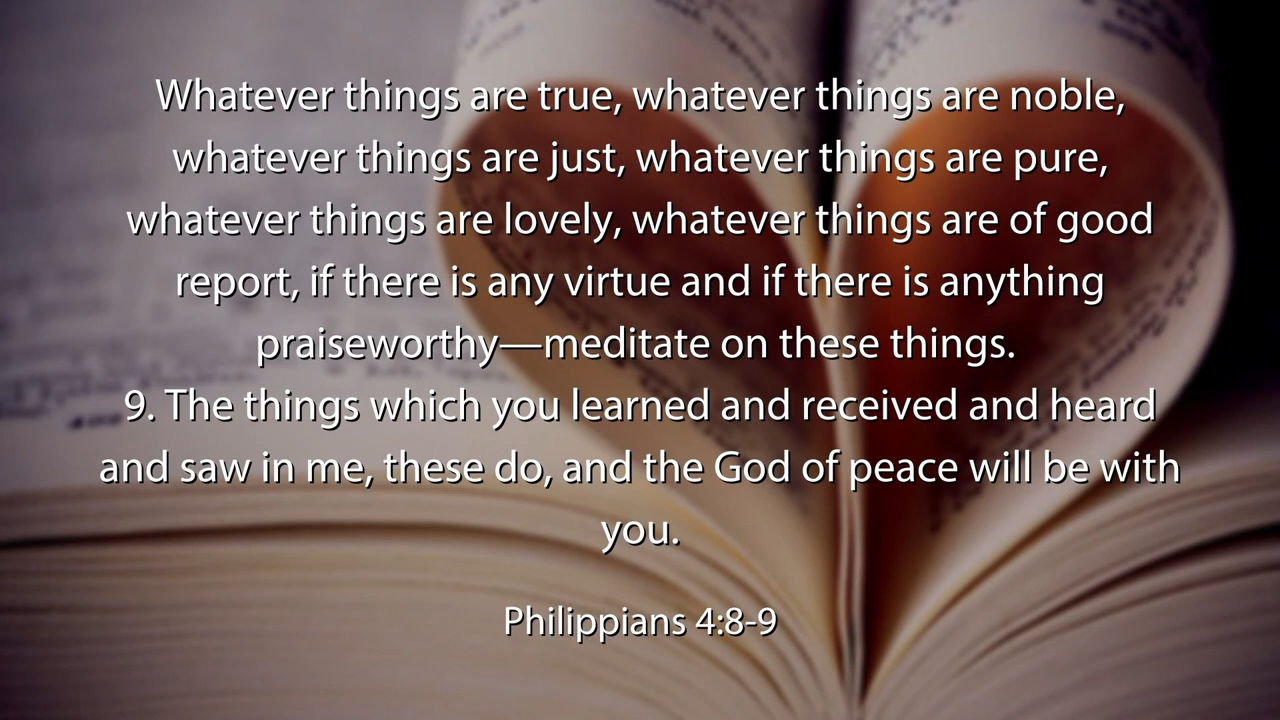 Whatever things are true, whatever things are noble,
whatever things are just, whatever things are pure,
whatever things are lovely, whatever things are of good
report, if there is any virtue and if there is anything
praiseworthy—meditate on these things.
9. The things which you learned and received and heard
and saw in me, these do, and the God of peace will be with
you.
Philippians 4:8-9